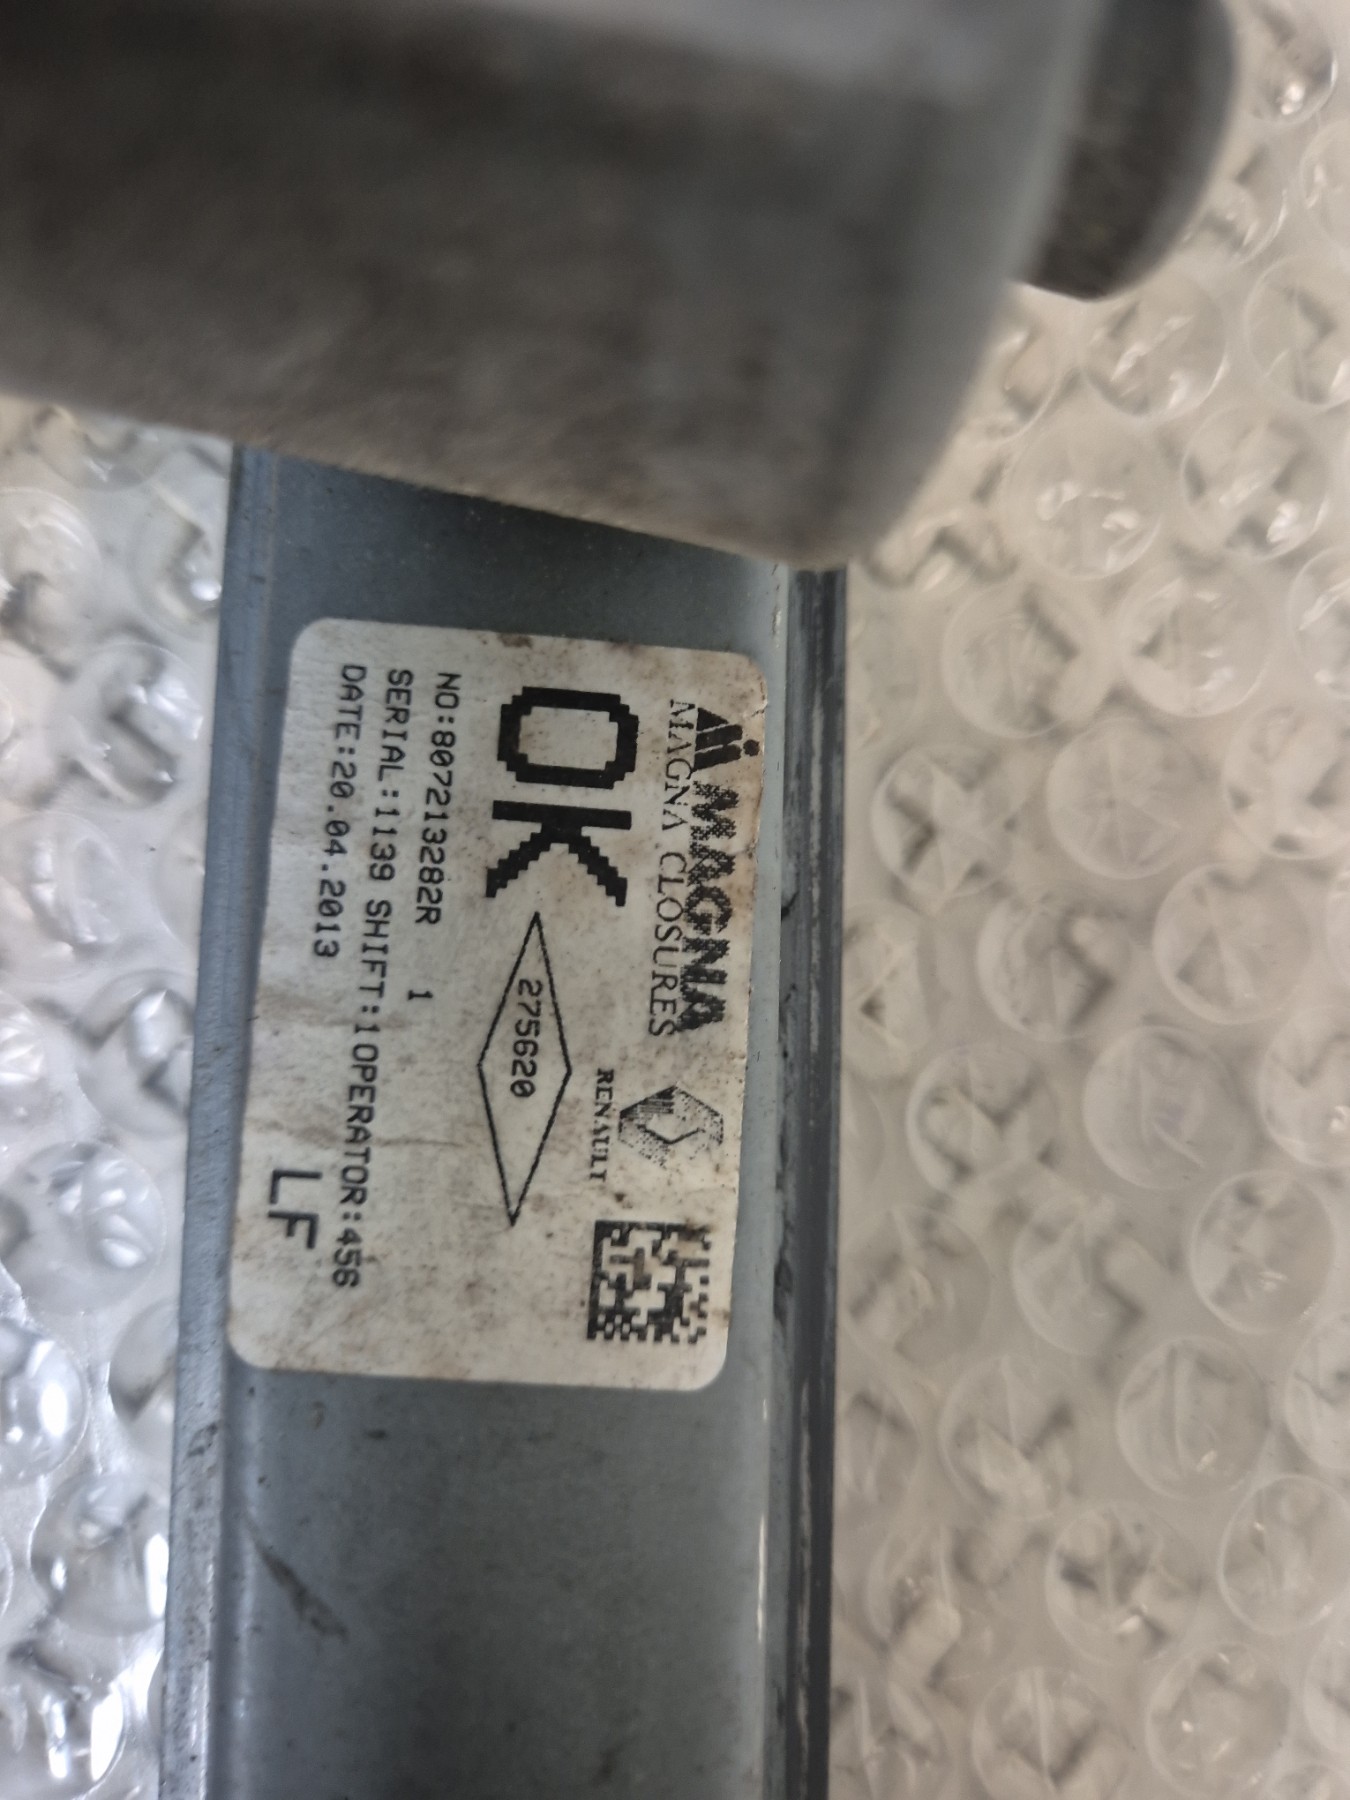 MAGNA
MAGNA CLOSURES
RENAULT
OK
275620
NO:807213282R 1
SERIAL:1139 SHIFT:1OPERATOR:456
DATE:20.04.2013
LF